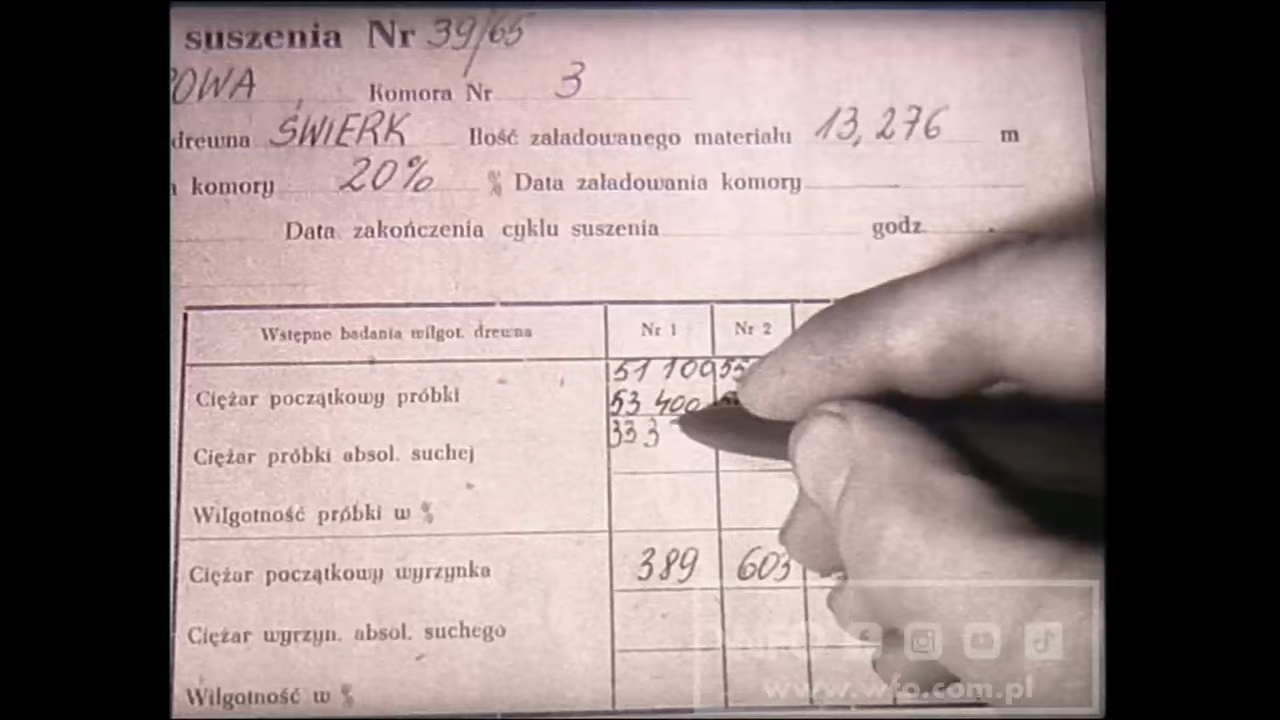 suszenia Nr 39/65
OWA Komora Nr 3
drewna ŚWIERK Ilość załadowanego materiału 13,276 m
komory 20% % Data załadowania komory
Data zakończenia cyklu suszenia godz.
Wstępne badania wilgot. drewna Nr 1 Nr 2
51 100 55
Ciężar początkowy próbki 53 400
33 3
Ciężar próbki absol. suchej
Wilgotność próbki w %
Ciężar początkowy wyrzynka 389 603
Ciężar wyrzyn. absol. suchego
Wilgotność w %
www.wfo.com.pl